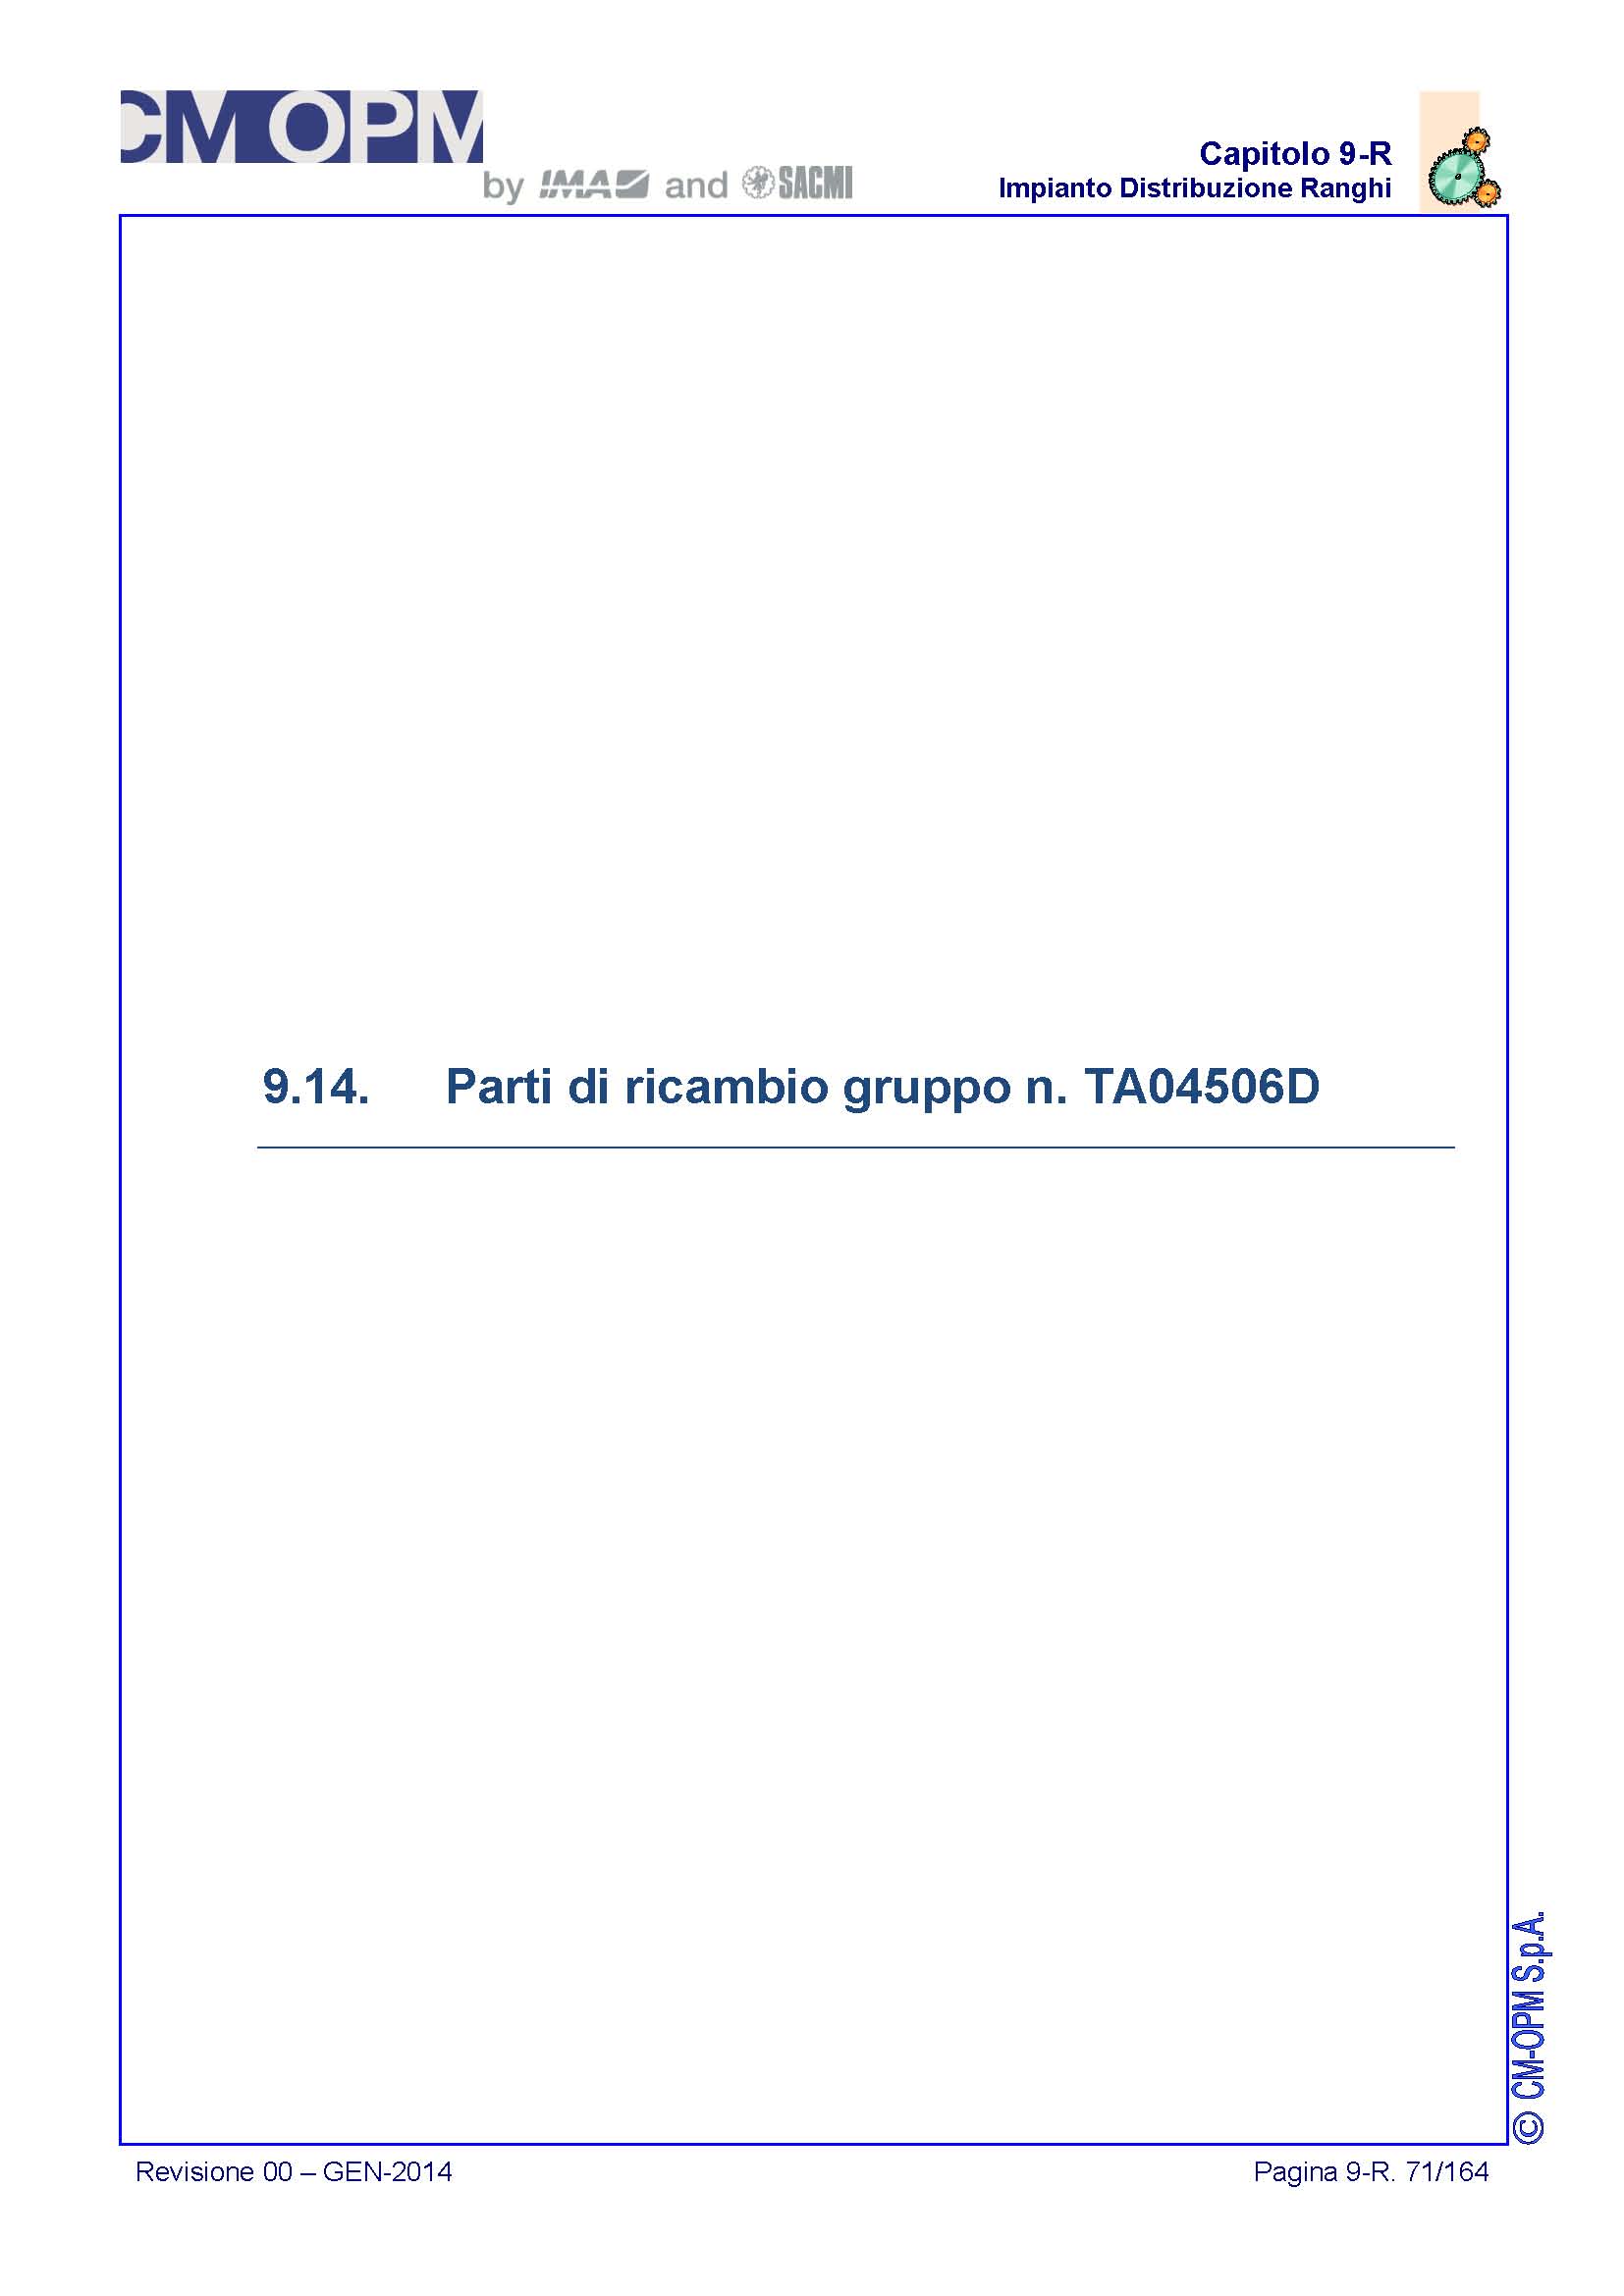 CM OPM
by IMA and SACMI
Capitolo 9-R
Impianto Distribuzione Ranghi
9.14. Parti di ricambio gruppo n. TA04506D
© CM-OPM S.p.A.
Revisione 00 – GEN-2014
Pagina 9-R. 71/164